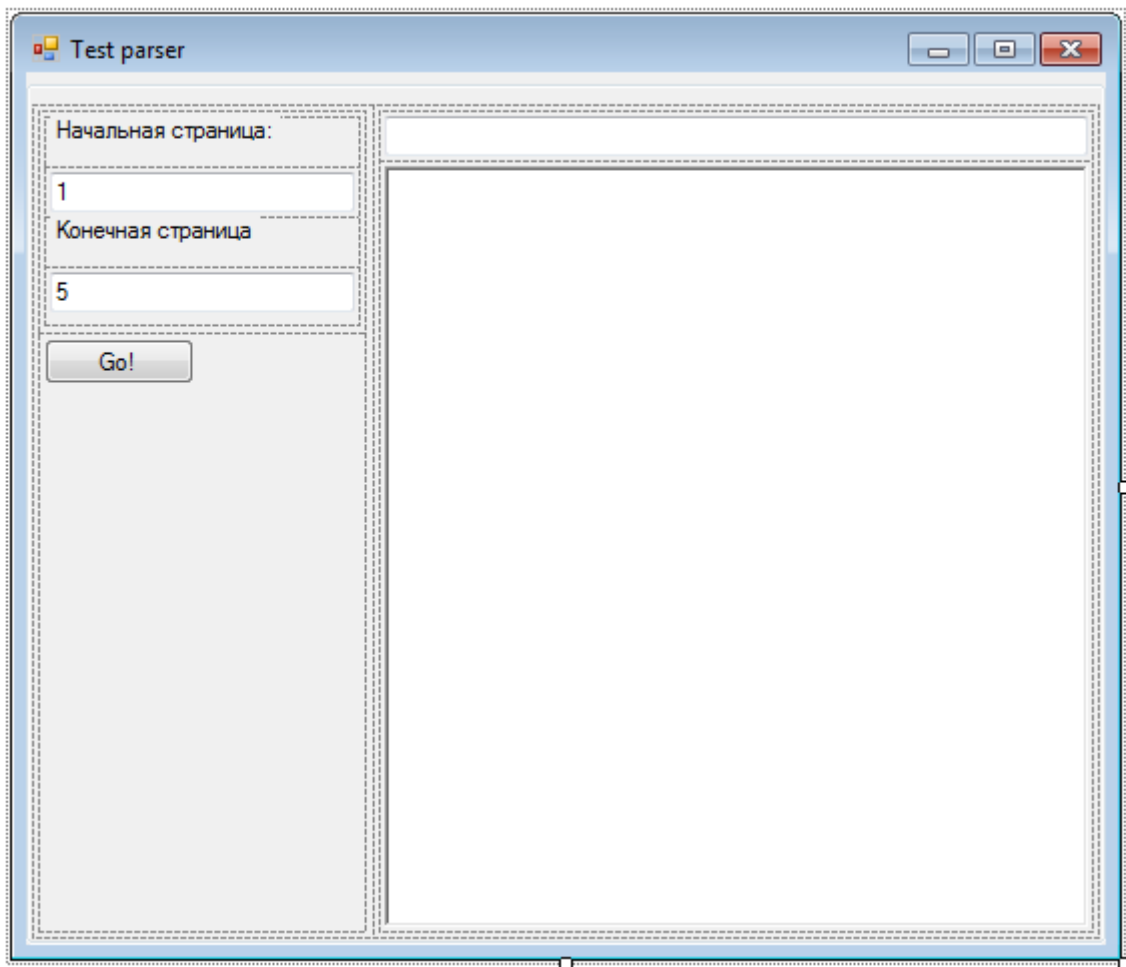 Test parser
Начальная страница:
1
Конечная страница
5
Go!